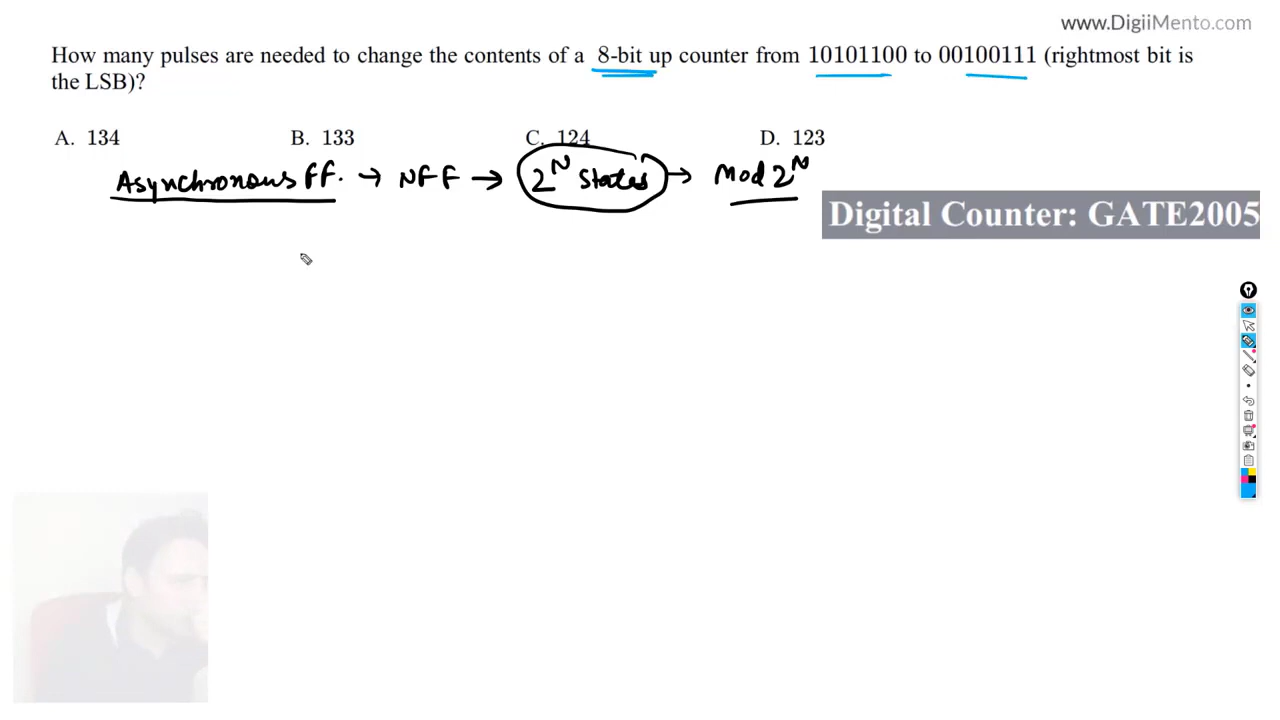 www.DigiiMento.com
How many pulses are needed to change the contents of a 8-bit up counter from 10101100 to 00100111 (rightmost bit is
the LSB)?
A. 134 B. 133 C. 124 D. 123
Asynchronous FF. → NFF → 2^N States → Mod 2^N
Digital Counter: GATE2005